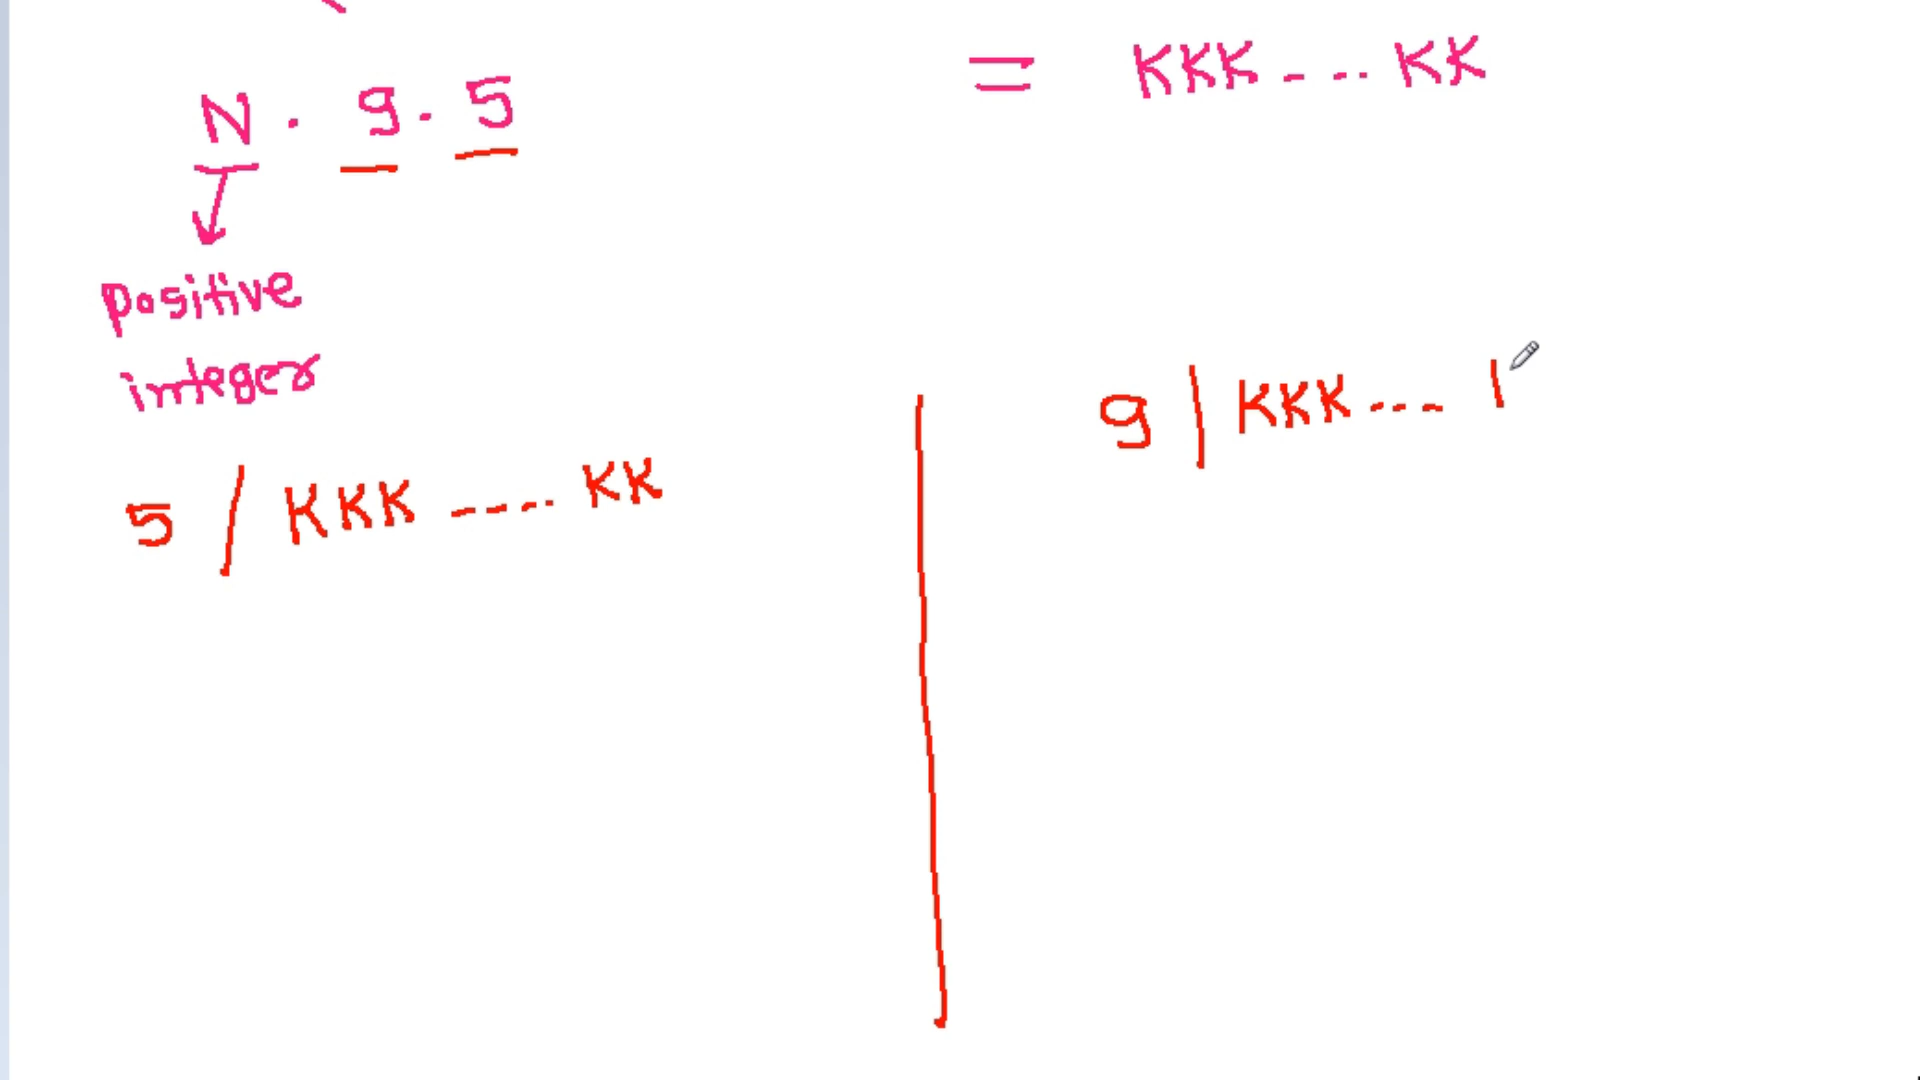 N . 9 . 5
= KKK - - .. KK
positive
integer
5 / KKK ---. KK
9 | KKK --- 1